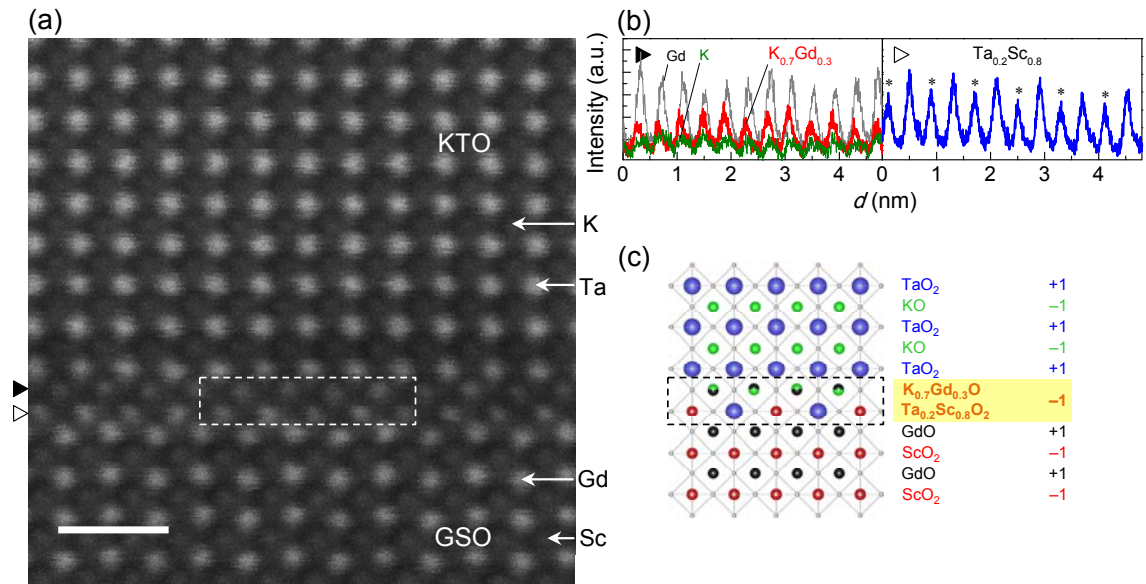 (a)
KTO
K
Ta
Gd
GSO
Sc
(b)
Intensity (a.u.)
Gd
K
K₀.₇Gd₀.₃
Ta₀.₂Sc₀.₈
* * * * * *
0 1 2 3 4 0 1 2 3 4
d (nm)
(c)
TaO₂ +1
KO –1
TaO₂ +1
KO –1
TaO₂ +1
K₀.₇Gd₀.₃O
–1
Ta₀.₂Sc₀.₈O₂
GdO +1
ScO₂ –1
GdO +1
ScO₂ –1